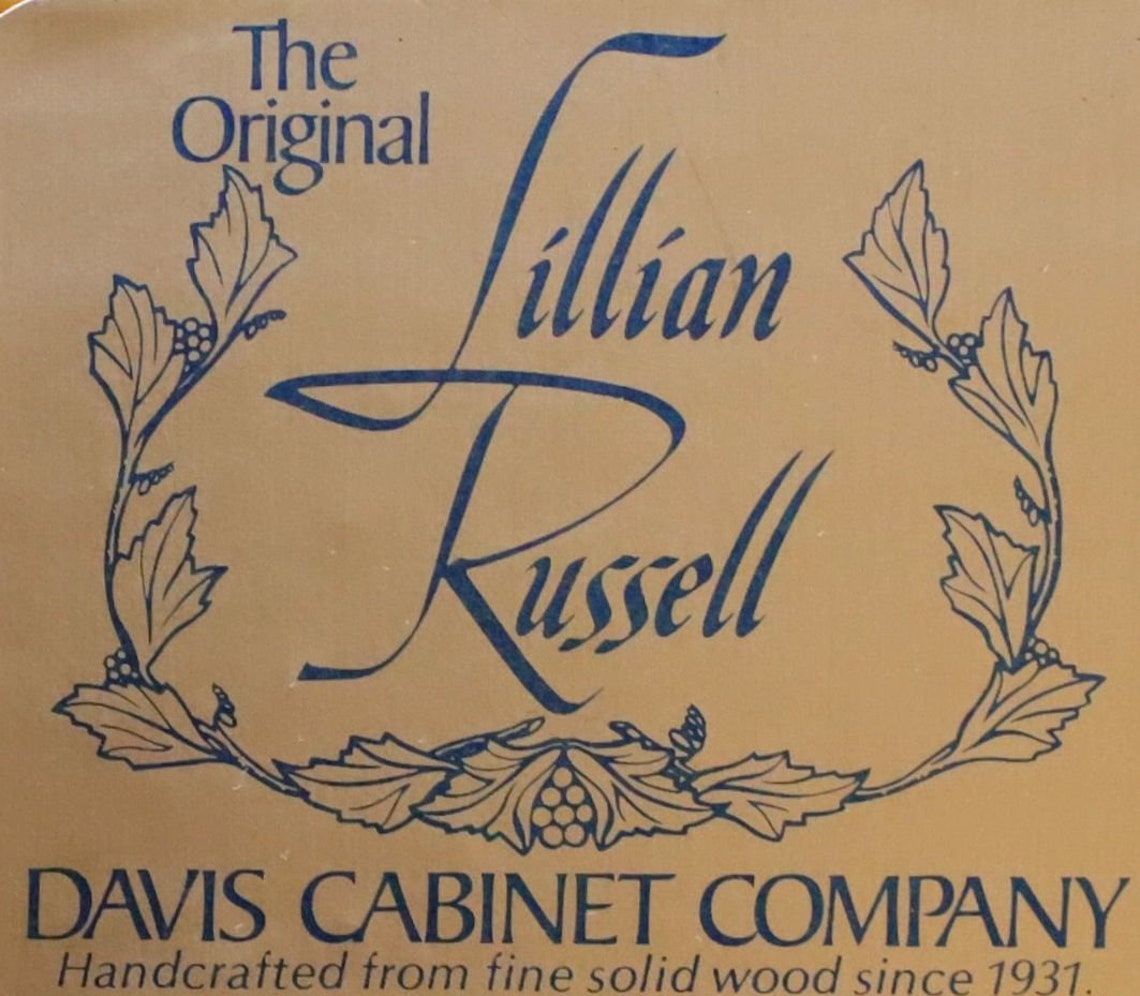 The
Original
Lillian
Russell
DAVIS CABINET COMPANY
Handcrafted from fine solid wood since 1931.